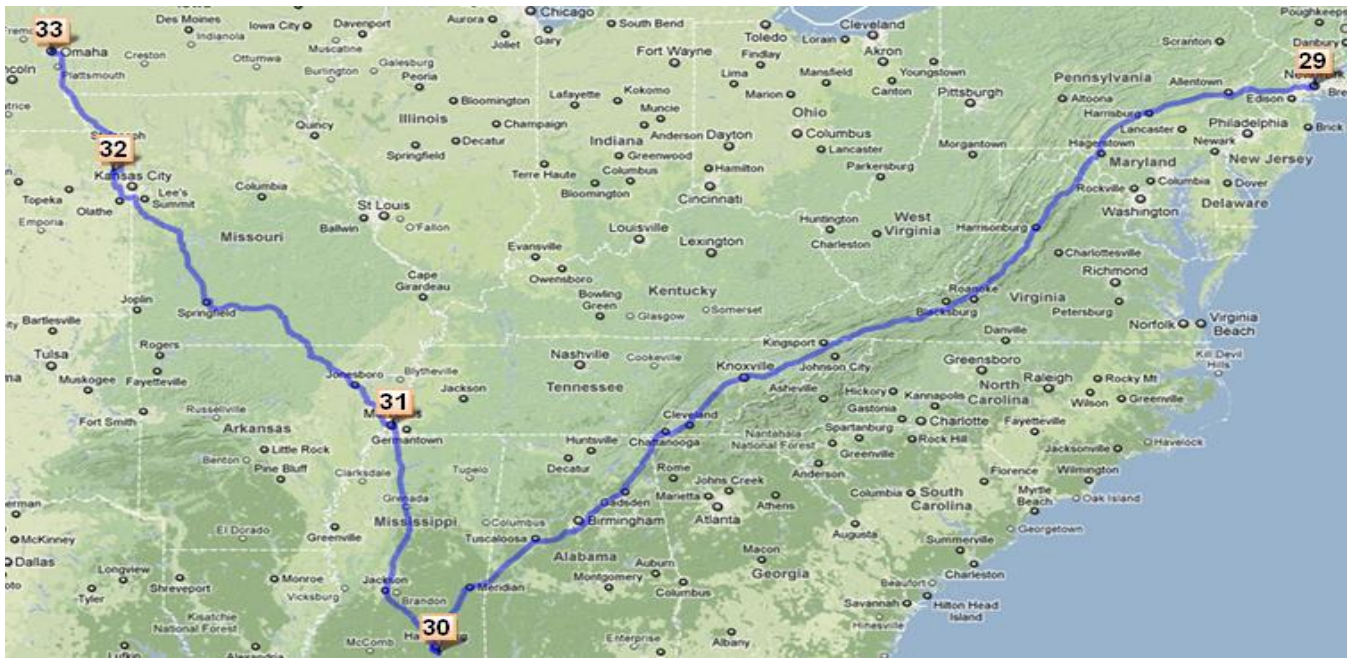 33
Omaha
Plattsmouth
Creston
Des Moines
Indianola
Iowa City
Ottumwa
Davenport
Muscatine
Burlington
Galesburg
Peoria
Aurora
Joliet
Chicago
Gary
South Bend
Fort Wayne
Toledo
Findlay
Lima
Marion
Lorain
Cleveland
Akron
Canton
Mansfield
Youngstown
Pittsburgh
Pennsylvania
Altoona
Scranton
Allentown
Danbury
29
Edison
Harrisburg
Lancaster
Philadelphia
Brick
Hagerstown
Maryland
Newark
New Jersey
Rockville
Columbia
Dover
Washington
Delaware
32
Kansas City
Topeka
Olathe
Lee's
Summit
Emporia
Columbia
Missouri
Quincy
Illinois
Bloomington
Champaign
Springfield
Decatur
St Louis
Ballwin
O'Fallon
Lafayette
Kokomo
Muncie
Anderson
Indiana
Greenwood
Columbus
Terre Haute
Bloomington
Dayton
Hamilton
Cincinnati
Ohio
Columbus
Lancaster
Parkersburg
Morgantown
Huntington
Charleston
West
Virginia
Harrisonburg
Charlottesville
Richmond
Petersburg
Virginia
Norfolk
Virginia
Beach
Kill Devil
Hills
Evansville
Owensboro
Louisville
Lexington
Kentucky
Bowling
Green
Glasgow
Somerset
Cape
Girardeau
Joplin
Springfield
Bartlesville
Tulsa
Rogers
Fayetteville
Muskogee
Fort Smith
Russellville
Arkansas
Little Rock
Benton
Pine Bluff
Jonesboro
Blytheville
Jackson
31
Germantown
Nashville
Cookeville
Tennessee
Knoxville
Kingsport
Johnson City
Roanoke
Blacksburg
Danville
Greensboro
Raleigh
Rocky Mt
North
Carolina
Wilson
Greenville
Asheville
Hickory
Kannapolis
Gastonia
Charlotte
Rock Hill
Spartanburg
Greenville
Anderson
Fayetteville
Jacksonville
Havelock
Wilmington
Oak Island
Cleveland
Chattanooga
Nantahala
National Forest
Huntsville
Decatur
Rome
Johns Creek
Marietta
Atlanta
Athens
Gadsden
Birmingham
Tuscaloosa
Alabama
Auburn
Montgomery
Columbus
Macon
Georgia
Augusta
Columbia
South
Carolina
Florence
Myrtle
Beach
Georgetown
Summerville
Charleston
Beaufort
Savannah
Hilton Head
Island
Hinesville
Clarksdale
Tupelo
Grenada
Mississippi
Columbus
Greenville
El Dorado
Monroe
Vicksburg
Jackson
Brandon
Meridian
McComb
30
Enterprise
Albany
McKinney
Dallas
Longview
Tyler
Shreveport
Kisatchie
National Forest
Lufkin
Alexandria